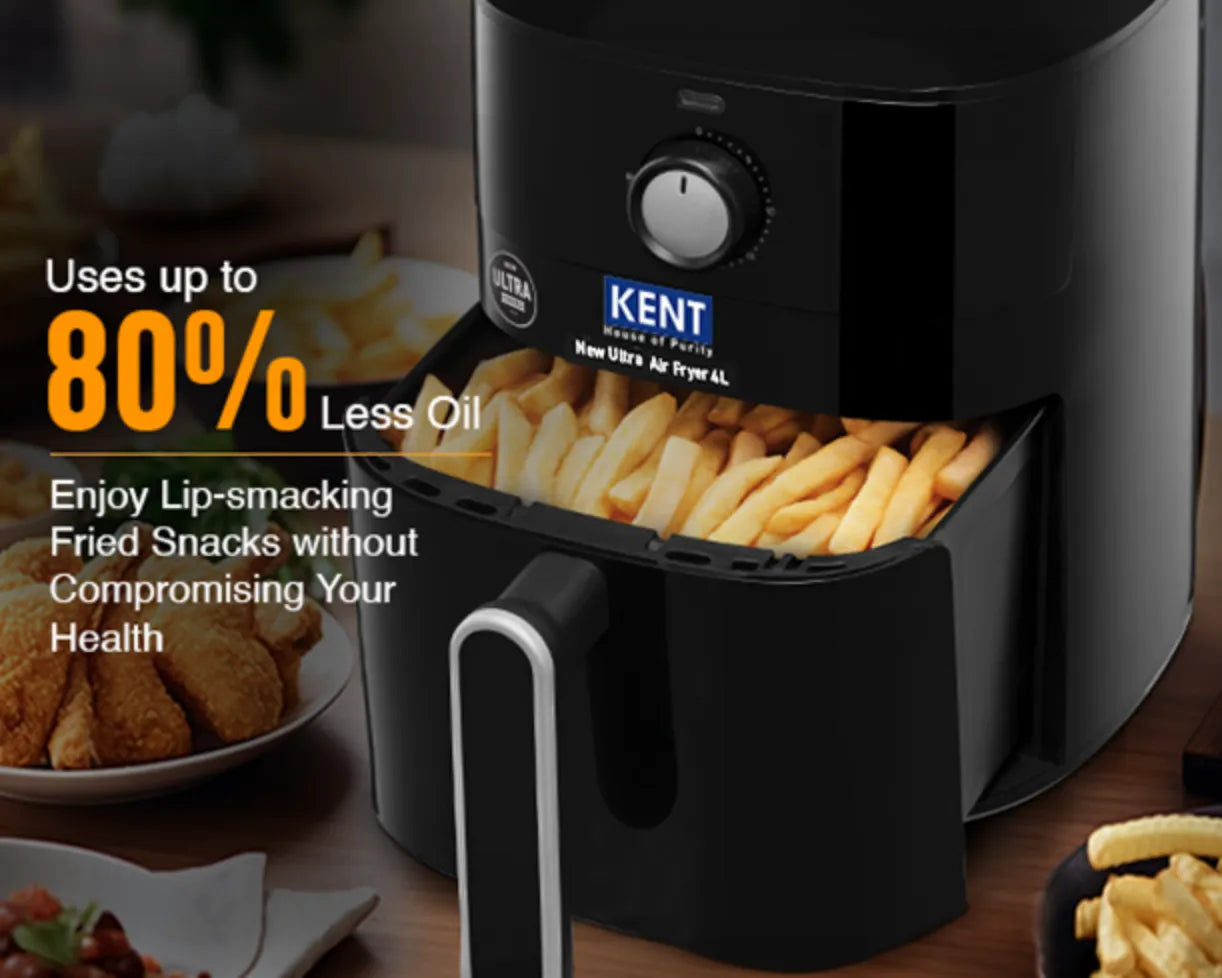 Uses up to
80% Less Oil
Enjoy Lip-smacking
Fried Snacks without
Compromising Your
Health
ULTRA
KENT
House of Purity
New Ultra Air Fryer 4L